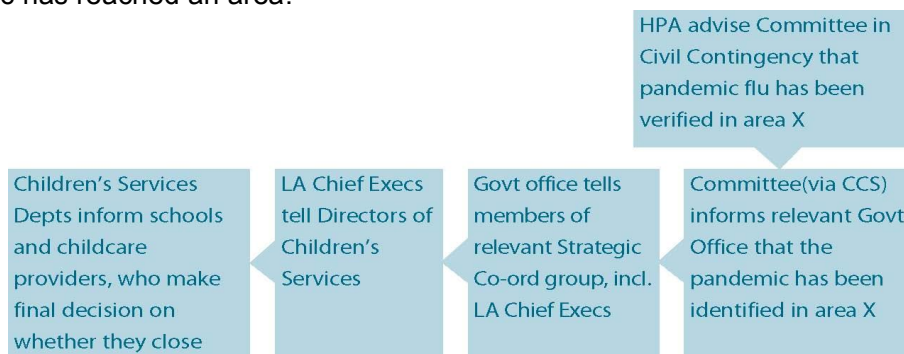 has reached an area?
HPA advise Committee in
Civil Contingency that
pandemic flu has been
verified in area X
Committee(via CCS)
informs relevant Govt
Office that the
pandemic has been
identified in area X
Govt office tells
members of
relevant Strategic
Co-ord group, incl.
LA Chief Execs
LA Chief Execs
tell Directors of
Children's
Services
Children's Services
Depts inform schools
and childcare
providers, who make
final decision on
whether they close